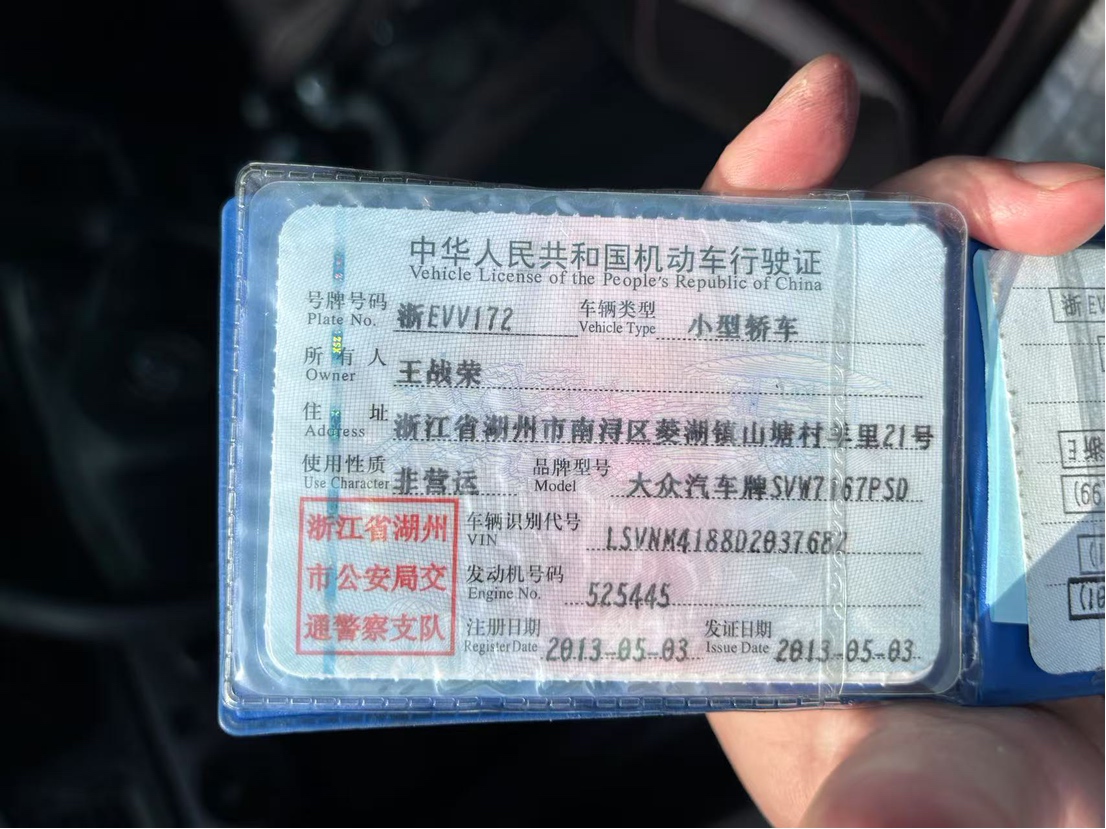 中华人民共和国机动车行驶证
Vehicle License of the People's Republic of China
号牌号码 浙EVV172 车辆类型 小型轿车
Plate No. Vehicle Type
所有人 王战荣
Owner
住址 浙江省湖州市南浔区菱湖镇山塘村羊里21号
Address
使用性质 非营运 品牌型号 大众汽车牌SVW7167PSD
Use Character Model
浙江省湖州
市公安局交
通警察支队
车辆识别代号 LSVNM4188D2037682
VIN
发动机号码 525445
Engine No.
注册日期 2013-05-03 发证日期 2013-05-03
Register Date Issue Date
浙EV